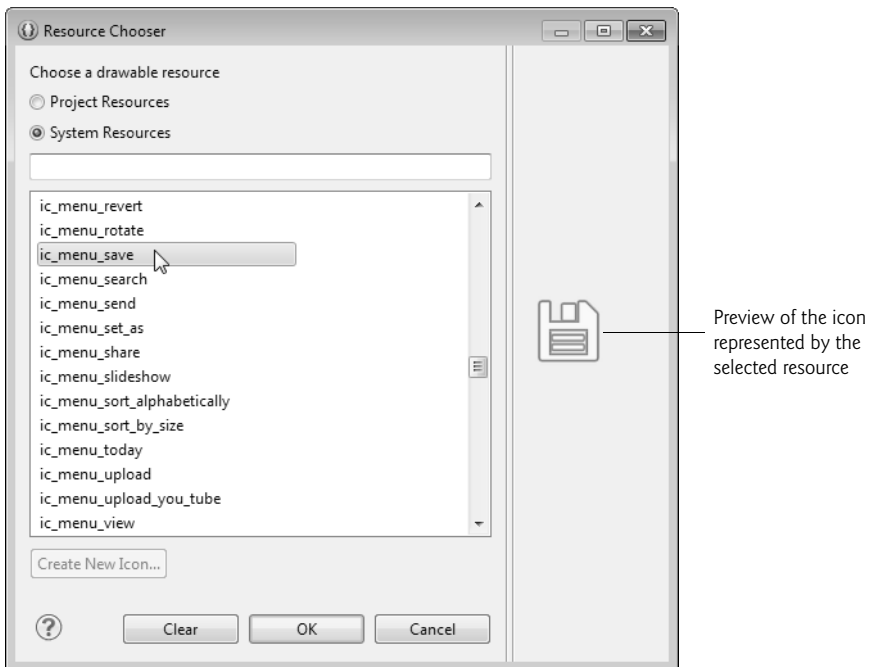 Resource Chooser
Choose a drawable resource
Project Resources
System Resources
ic_menu_revert
ic_menu_rotate
ic_menu_save
ic_menu_search
ic_menu_send
ic_menu_set_as
ic_menu_share
ic_menu_slideshow
ic_menu_sort_alphabetically
ic_menu_sort_by_size
ic_menu_today
ic_menu_upload
ic_menu_upload_you_tube
ic_menu_view
Create New Icon...
?
Clear
OK
Cancel
Preview of the icon
represented by the
selected resource